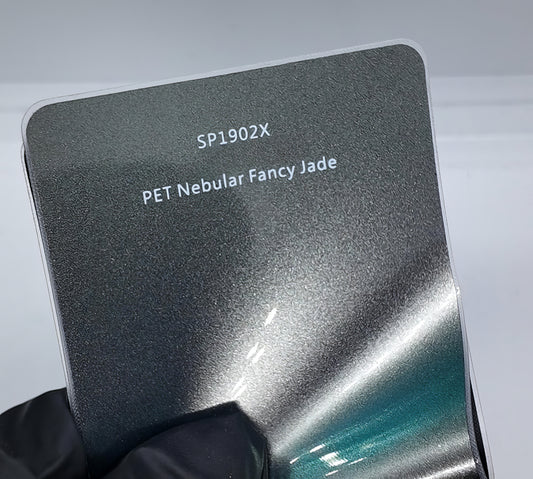 SP1902X
PET Nebular Fancy Jade